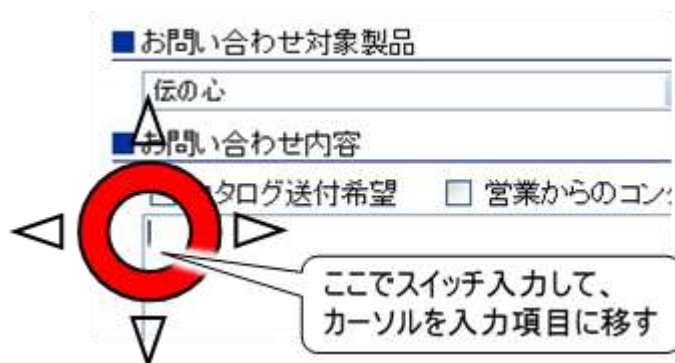 ■お問い合わせ対象製品
伝の心
■お問い合わせ内容
タログ送付希望 □ 営業からのコン
ここでスイッチ入力して、
カーソルを入力項目に移す